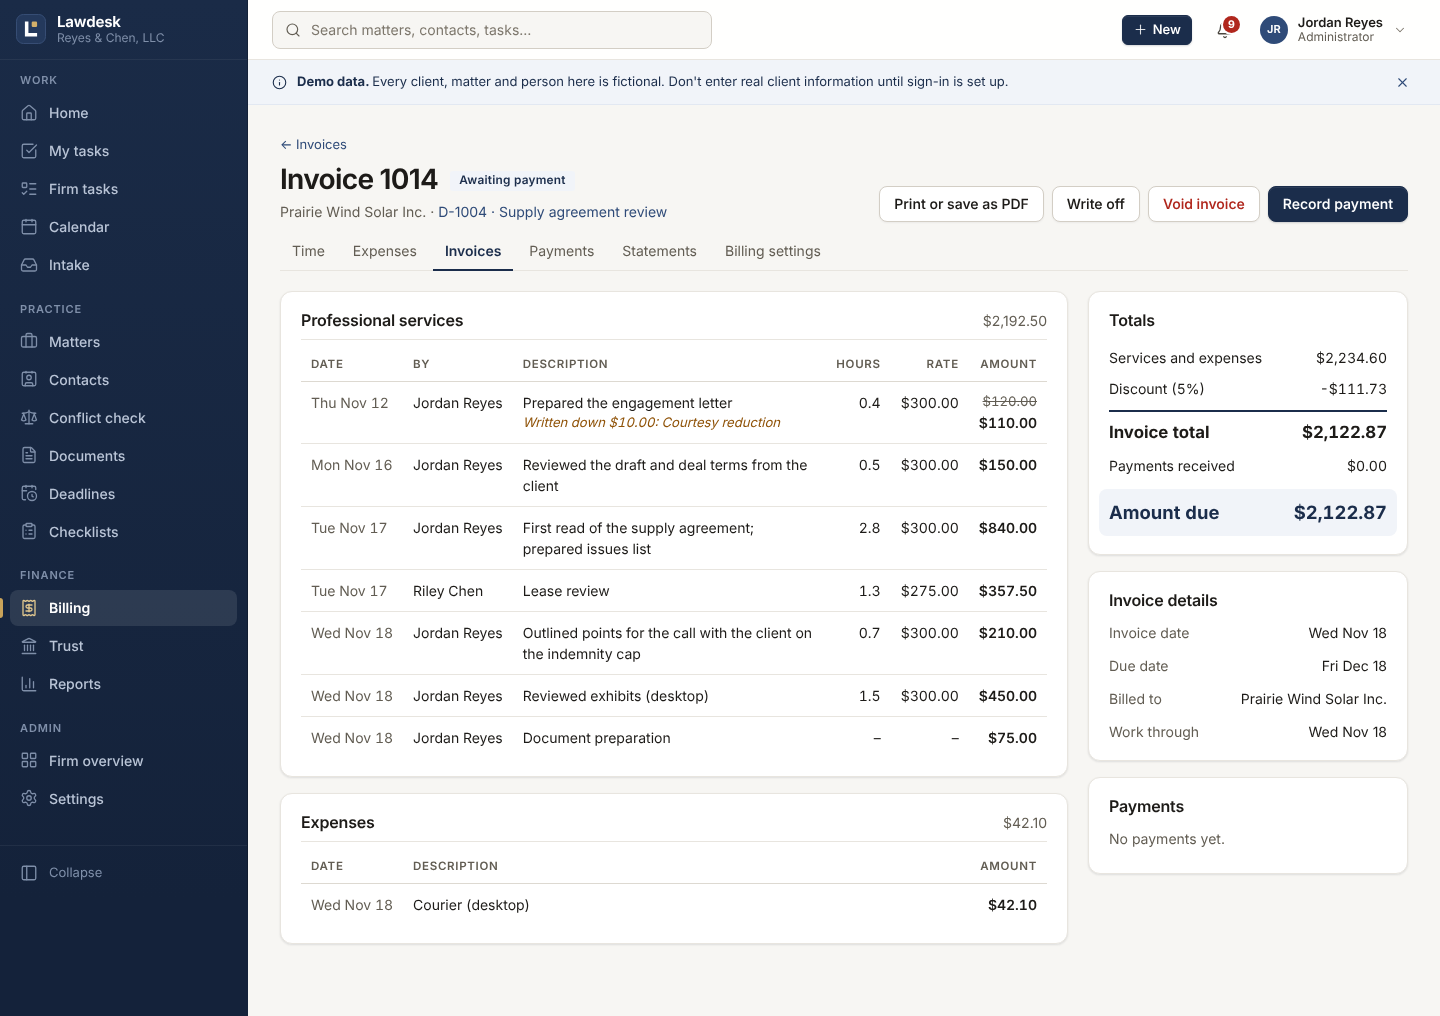 Lawdesk
Reyes & Chen, LLC
WORK
Home
My tasks
Firm tasks
Calendar
Intake
PRACTICE
Matters
Contacts
Conflict check
Documents
Deadlines
Checklists
FINANCE
Billing
Trust
Reports
ADMIN
Firm overview
Settings
Collapse
Search matters, contacts, tasks...
+ New
9
JR
Jordan Reyes
Administrator
Demo data. Every client, matter and person here is fictional. Don't enter real client information until sign-in is set up.
← Invoices
Invoice 1014 Awaiting payment
Prairie Wind Solar Inc. · D-1004 · Supply agreement review
Print or save as PDF Write off Void invoice Record payment
Time Expenses Invoices Payments Statements Billing settings
Professional services $2,192.50
DATE BY DESCRIPTION HOURS RATE AMOUNT
Thu Nov 12 Jordan Reyes Prepared the engagement letter 0.4 $300.00 $120.00
Written down $10.00: Courtesy reduction $110.00
Mon Nov 16 Jordan Reyes Reviewed the draft and deal terms from the 0.5 $300.00 $150.00
client
Tue Nov 17 Jordan Reyes First read of the supply agreement; 2.8 $300.00 $840.00
prepared issues list
Tue Nov 17 Riley Chen Lease review 1.3 $275.00 $357.50
Wed Nov 18 Jordan Reyes Outlined points for the call with the client on 0.7 $300.00 $210.00
the indemnity cap
Wed Nov 18 Jordan Reyes Reviewed exhibits (desktop) 1.5 $300.00 $450.00
Wed Nov 18 Jordan Reyes Document preparation – – $75.00
Expenses $42.10
DATE DESCRIPTION AMOUNT
Wed Nov 18 Courier (desktop) $42.10
Totals
Services and expenses $2,234.60
Discount (5%) -$111.73
Invoice total $2,122.87
Payments received $0.00
Amount due $2,122.87
Invoice details
Invoice date Wed Nov 18
Due date Fri Dec 18
Billed to Prairie Wind Solar Inc.
Work through Wed Nov 18
Payments
No payments yet.